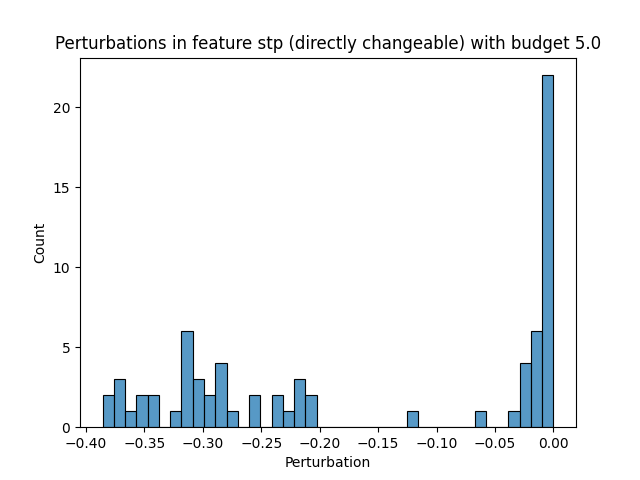 Perturbations in feature stp (directly changeable) with budget 5.0
20
15
10
5
0
Count
−0.40 −0.35 −0.30 −0.25 −0.20 −0.15 −0.10 −0.05 0.00
Perturbation